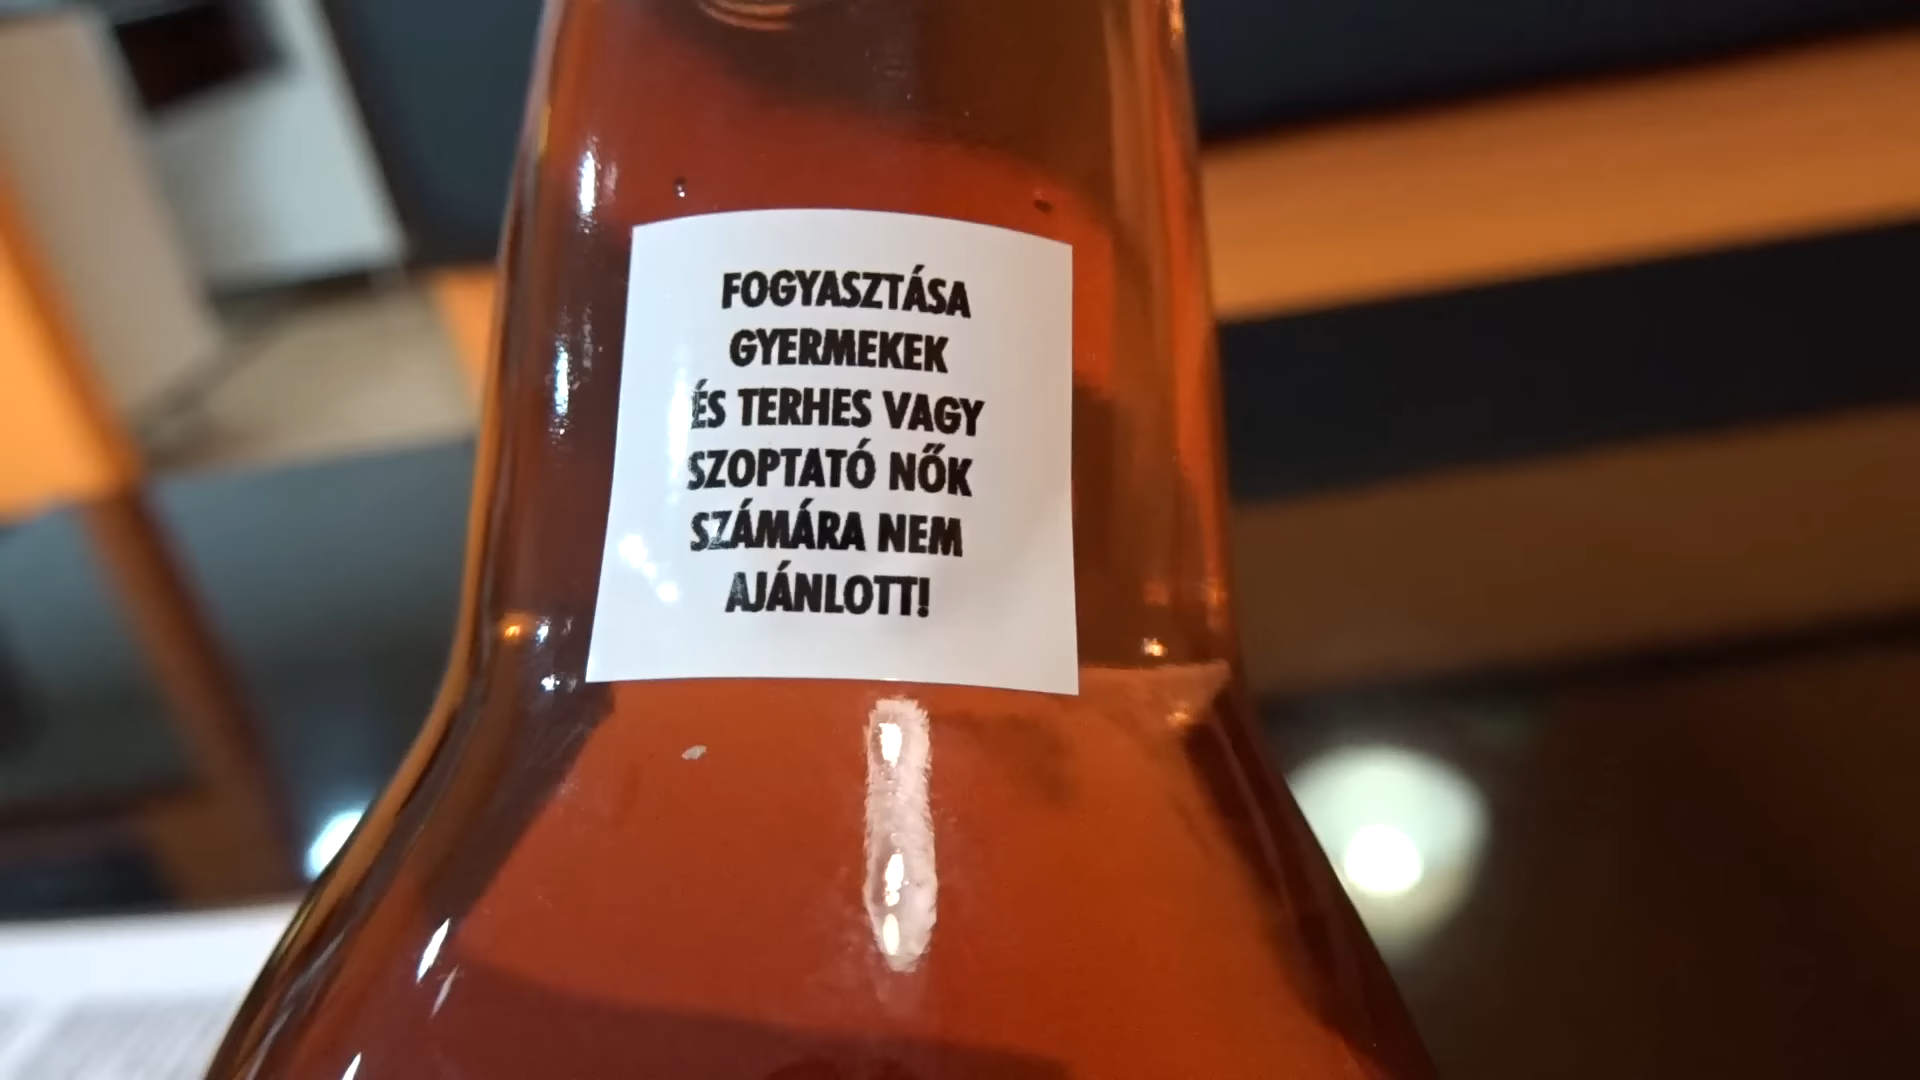 FOGYASZTÁSA
GYERMEKEK
ÉS TERHES VAGY
SZOPTATÓ NŐK
SZÁMÁRA NEM
AJÁNLOTT!